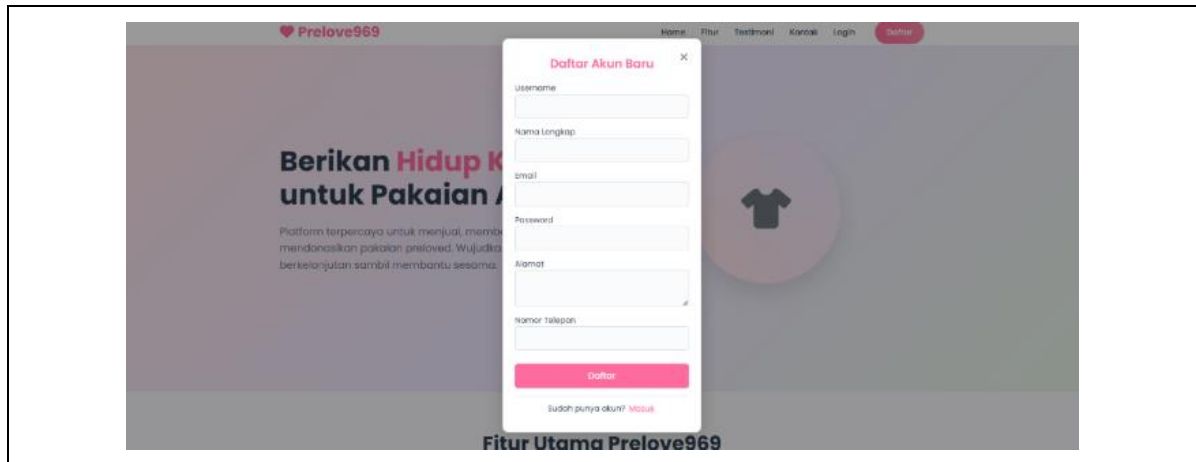 Prelove969
Home Fitur Testimoni Kontak Login Daftar
Daftar Akun Baru ×
Username
Nama Lengkap
Email
Password
Alamat
Nomor Telepon
Daftar
Sudah punya akun? Masuk
Berikan Hidup K
untuk Pakaian A
Platform terpercaya untuk menjual, membe
mendonasikan pakaian preloved. Wujudka
berkelanjutan sambil membantu sesama.
Fitur Utama Prelove969